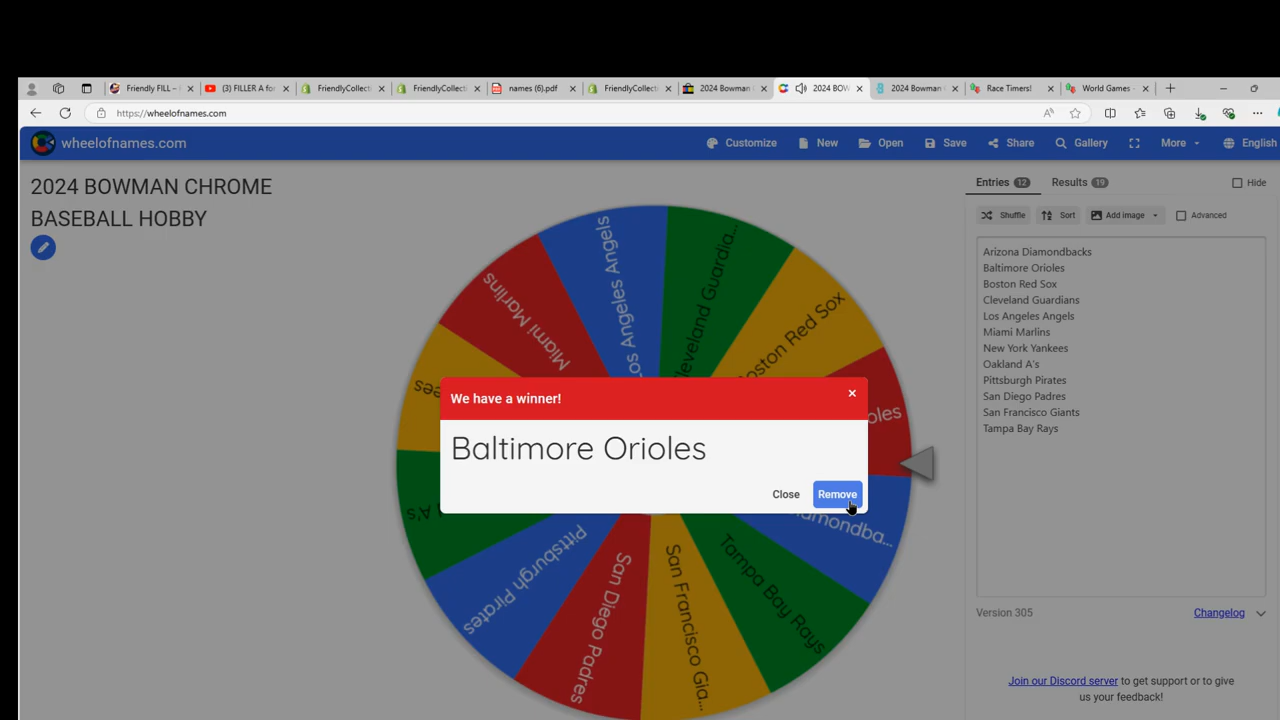 Friendly FILL –
(3) FILLER A for
FriendlyCollecti
FriendlyCollecti
names (6).pdf
FriendlyCollecti
2024 Bowman
2024 BOW
2024 Bowman
Race Timers!
World Games -
https://wheelofnames.com
wheelofnames.com
Customize
New
Open
Save
Share
Gallery
More
English
2024 BOWMAN CHROME
BASEBALL HOBBY
Entries 12
Results 19
Hide
Shuffle
Sort
Add image
Advanced
Arizona Diamondbacks
Baltimore Orioles
Boston Red Sox
Cleveland Guardians
Los Angeles Angels
Miami Marlins
New York Yankees
Oakland A's
Pittsburgh Pirates
San Diego Padres
San Francisco Giants
Tampa Bay Rays
Miami Marlins
Los Angeles Angels
Cleveland Guardia...
Boston Red Sox
oles
amondba...
Tampa Bay Rays
San Francisco Gia...
San Diego Padres
Pittsburgh Pirates
A's
ees
We have a winner!
Baltimore Orioles
Close
Remove
Version 305
Changelog
Join our Discord server to get support or to give
us your feedback!